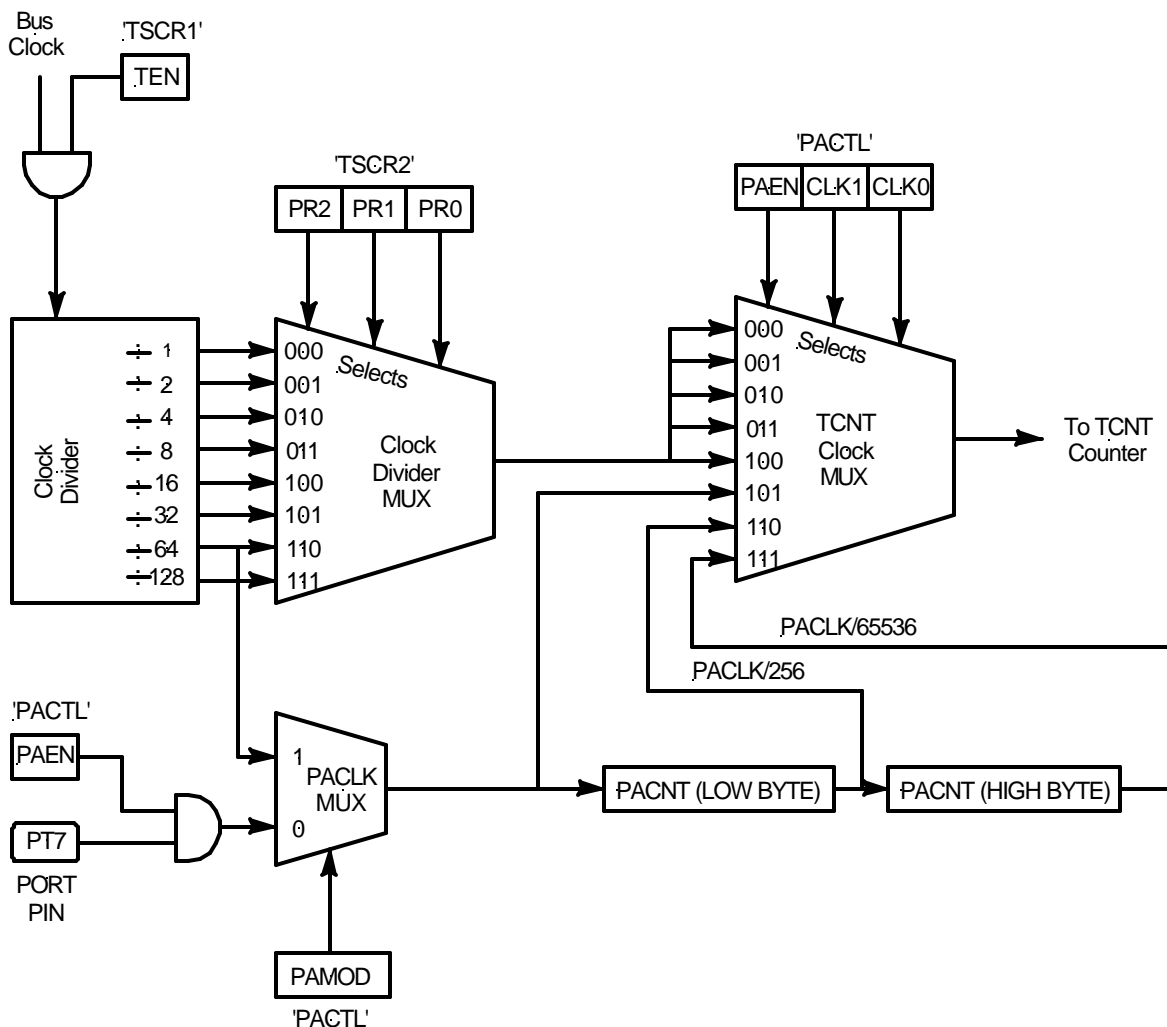 Bus
Clock
'TSCR1'
TEN
'TSCR2'
PR2 PR1 PR0
'PACTL'
PAEN CLK1 CLK0
Clock
Divider
÷ 1
÷ 2
÷ 4
÷ 8
÷ 16
÷ 32
÷ 64
÷ 128
000
001
010
011
100
101
110
111
Selects
Clock
Divider
MUX
000
001
010
011
100
101
110
111
Selects
TCNT
Clock
MUX
To TCNT
Counter
PACLK/65536
PACLK/256
'PACTL'
PAEN
PT7
PORT
PIN
1
0
PACLK
MUX
PACNT (LOW BYTE)
PACNT (HIGH BYTE)
PAMOD
'PACTL'